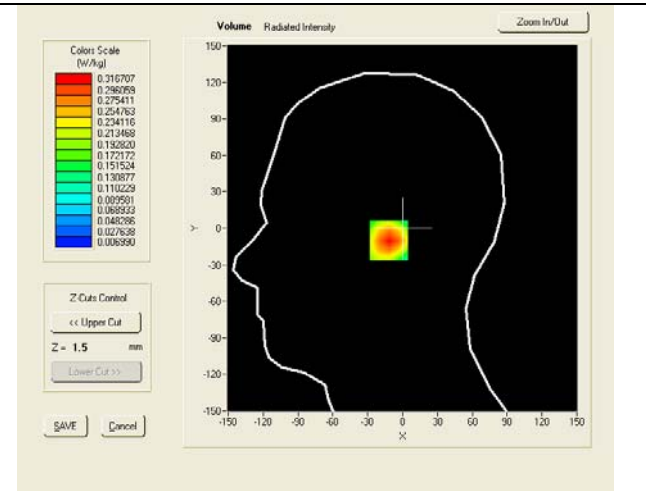 Volume Radiated Intensity
Zoom In/Out
Colors Scale
(W/kg)
0.316707
0.296059
0.275411
0.254763
0.234116
0.213468
0.192820
0.172172
0.151524
0.130877
0.110229
0.089581
0.068933
0.048286
0.027638
0.006990
Z-Cuts Control
<< Upper Cut
Z = 1.5 mm
Lower Cut >>
SAVE
Cancel
150
120
90
60
30
0
-30
-60
-90
-120
-150
Y
-150 -120 -90 -60 -30 0 30 60 90 120 150
X